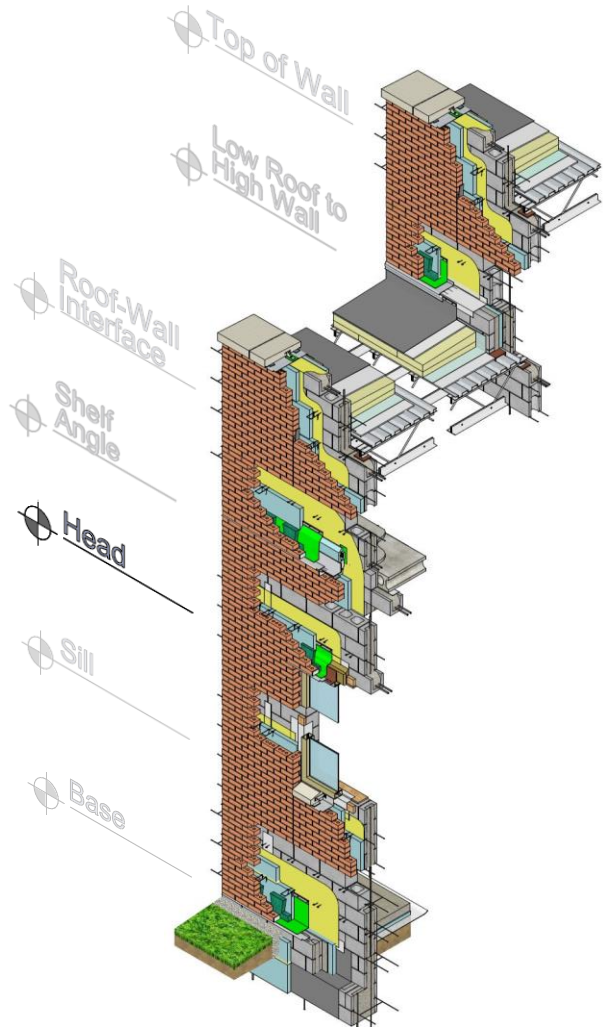 Top of Wall
Low Roof to
High Wall
Roof-Wall
Interface
Shelf
Angle
Head
Sill
Base